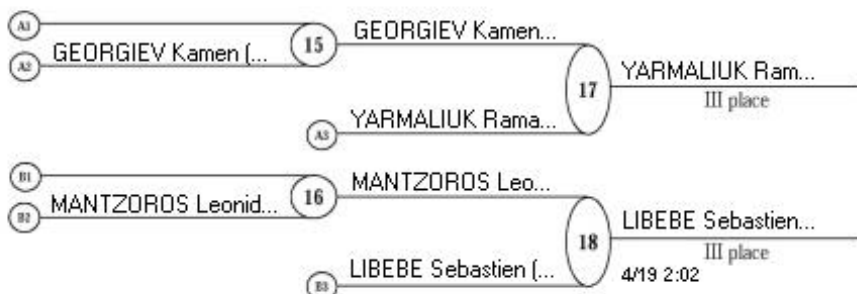 A1
GEORGIEV Kamen (...
A2
15
GEORGIEV Kamen...
YARMALIUK Rama...
A3
17
YARMALIUK Ram...
III place
B1
MANTZOROS Leonid...
B2
16
MANTZOROS Leo...
LIBEBE Sebastien (...
B3
18
LIBEBE Sebastien...
III place
4/19 2:02